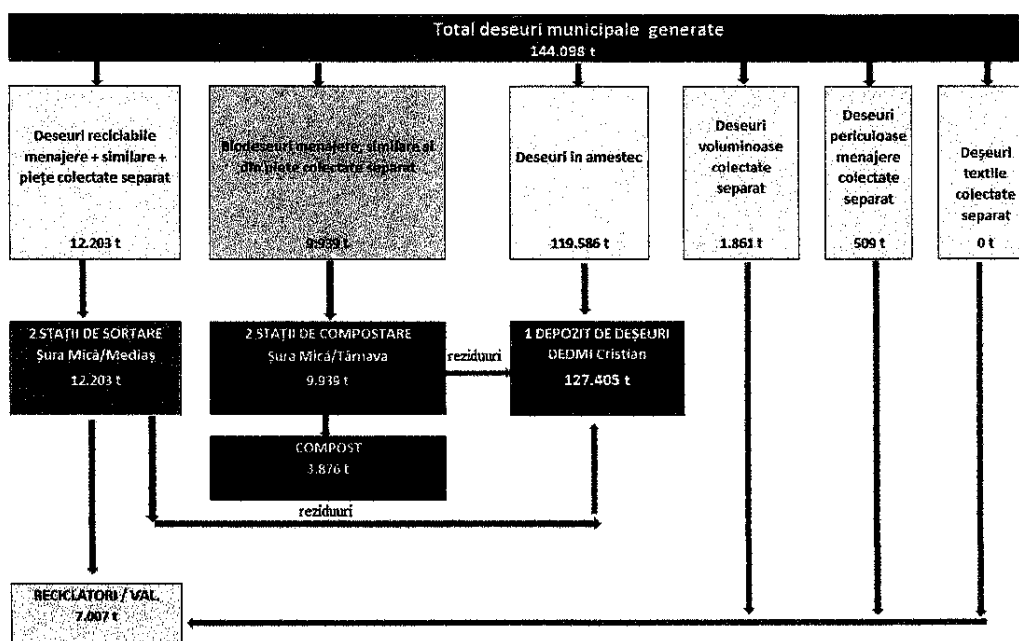 Total deseuri municipale generate
144.098 t
Deseuri reciclabile
menajere + similare +
piețe colectate separat
12.203 t
Biodeseuri menajere, similare si
din piețe colectate separat
9.939 t
Deseuri în amestec
119.586 t
Deseuri
voluminoase
colectate
separat
1.861 t
Deseuri
periculoase
menajere
colectate
separat
509 t
Deșeuri
textile
colectate
separat
0 t
2 STAȚII DE SORTARE
Șura Mică/Mediaș
12.203 t
2 STAȚII DE COMPOSTARE
Șura Mică/Târnava
9.939 t
reziduuri
1 DEPOZIT DE DEȘEURI
DEDMI Cristian
127.405 t
COMPOST
3.876 t
reziduuri
RECICLATORI / VAL.
7.007 t